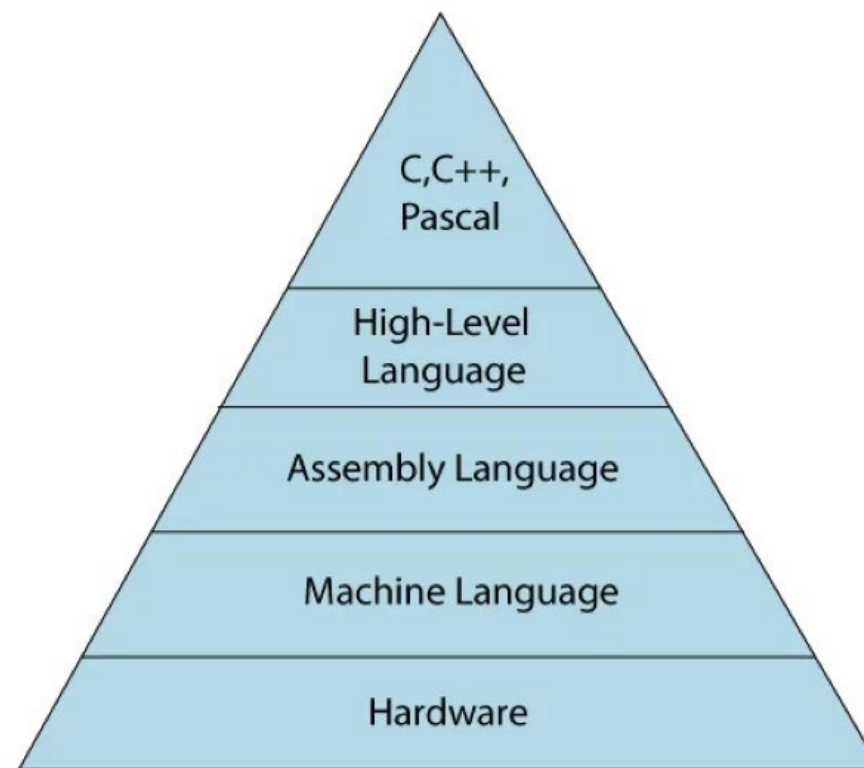 C,C++,
Pascal
High-Level
Language
Assembly Language
Machine Language
Hardware